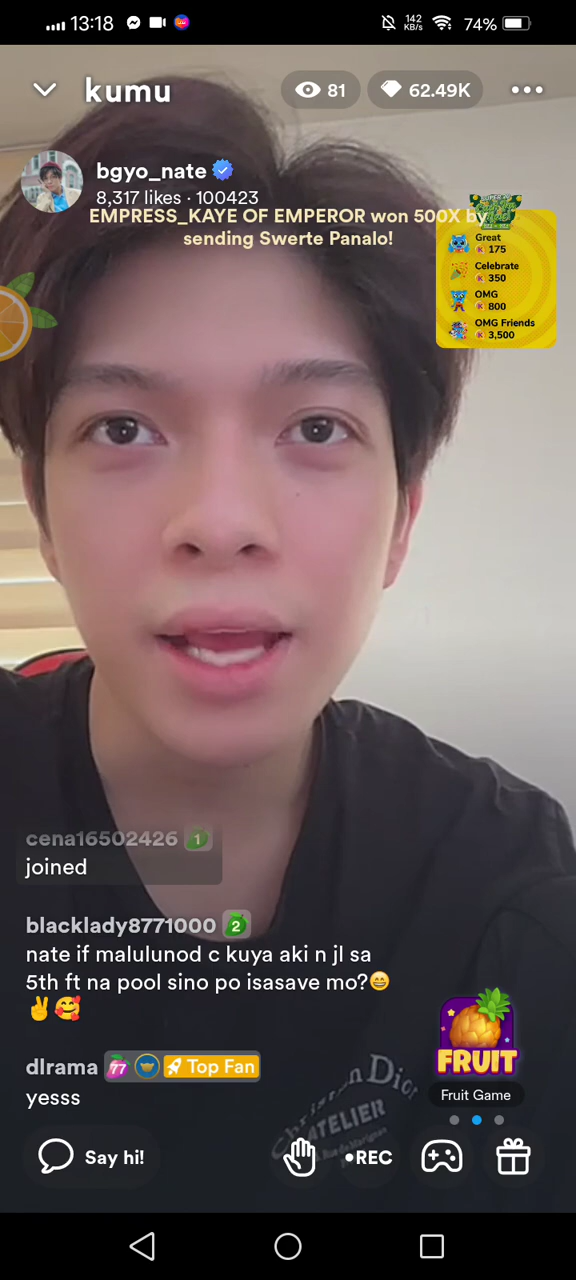 13:18
142
KB/s
74%
kumu
81
62.49K
bgyo_nate
8,317 likes · 100423
EMPRESS_KAYE OF EMPEROR won 500X by
sending Swerte Panalo!
Great
175
Celebrate
350
OMG
800
OMG Friends
3,500
cena16502426 1
joined
blacklady8771000 2
nate if malulunod c kuya aki n jl sa
5th ft na pool sino po isasave mo?😄
✌️🥰
dlrama 77 Top Fan
yesss
FRUIT
Fruit Game
Christian Dior
ATELIER
Say hi!
•REC